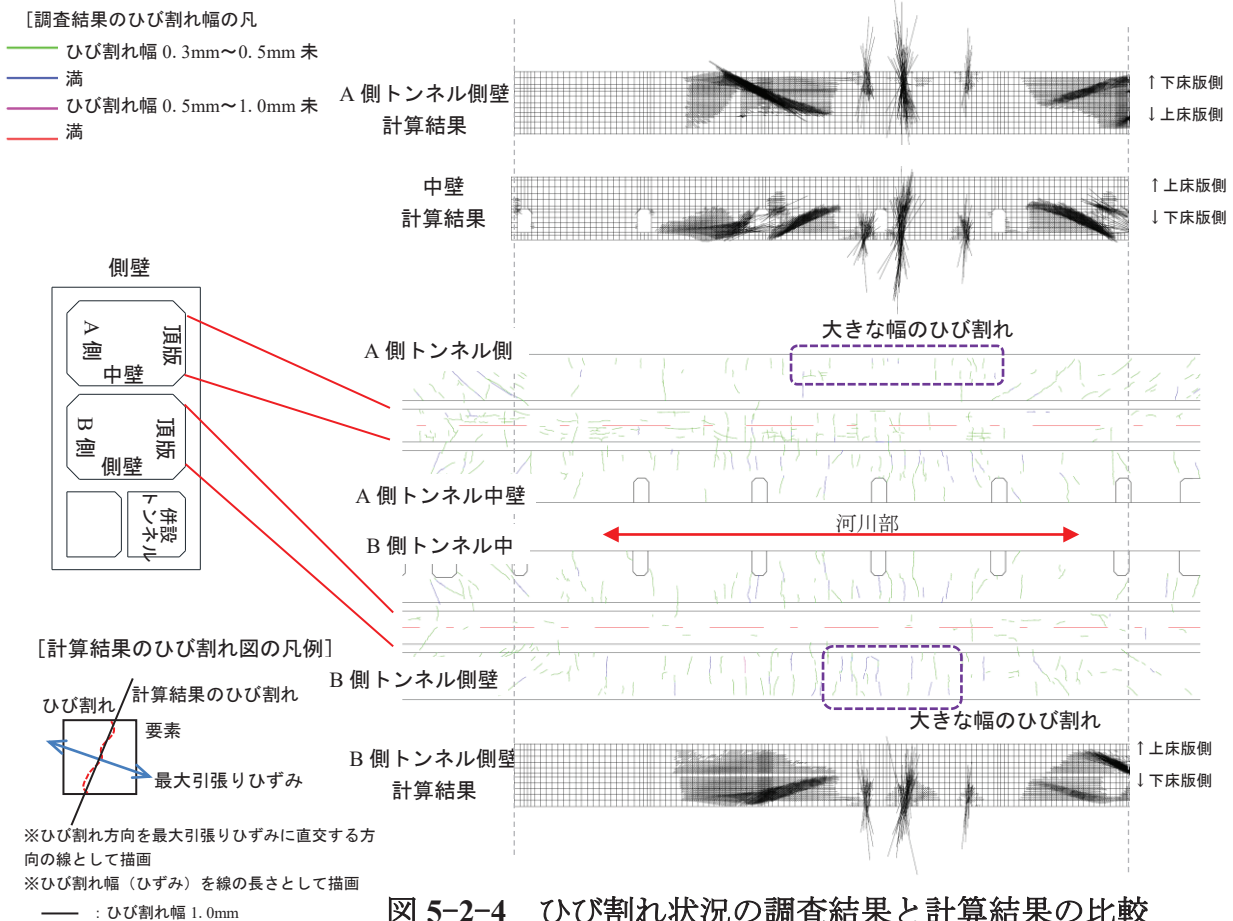 [調査結果のひび割れ幅の凡
ひび割れ幅 0.3mm～0.5mm 未
満
ひび割れ幅 0.5mm～1.0mm 未
満
A 側トンネル側壁
計算結果
↑下床版側
↓上床版側
中壁
計算結果
↑上床版側
↓下床版側
側壁
A側
頂版
中壁
B側
頂版
側壁
併設
トンネル
大きな幅のひび割れ
A 側トンネル側
A 側トンネル中壁
河川部
B 側トンネル中
B 側トンネル側壁
大きな幅のひび割れ
B 側トンネル側壁
計算結果
↑上床版側
↓下床版側
[計算結果のひび割れ図の凡例]
ひび割れ
計算結果のひび割れ
要素
最大引張りひずみ
※ひび割れ方向を最大引張りひずみに直交する方
向の線として描画
※ひび割れ幅（ひずみ）を線の長さとして描画
：ひび割れ幅 1.0mm
図 5-2-4 ひび割れ状況の調査結果と計算結果の比較